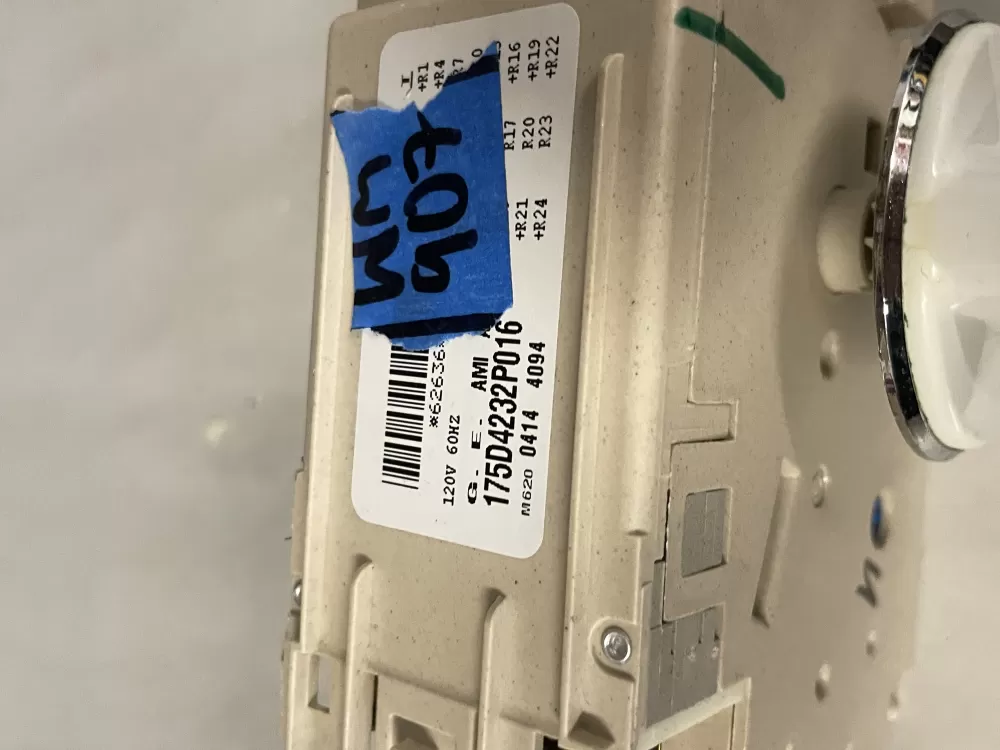 WM
907
+R1
+R4
R7
+R16
+R19
+R22
R17
R20
R23
+R21
+R24
*62636
120V 60HZ
G. E. AMI
175D4232P016
M620 0414 4094